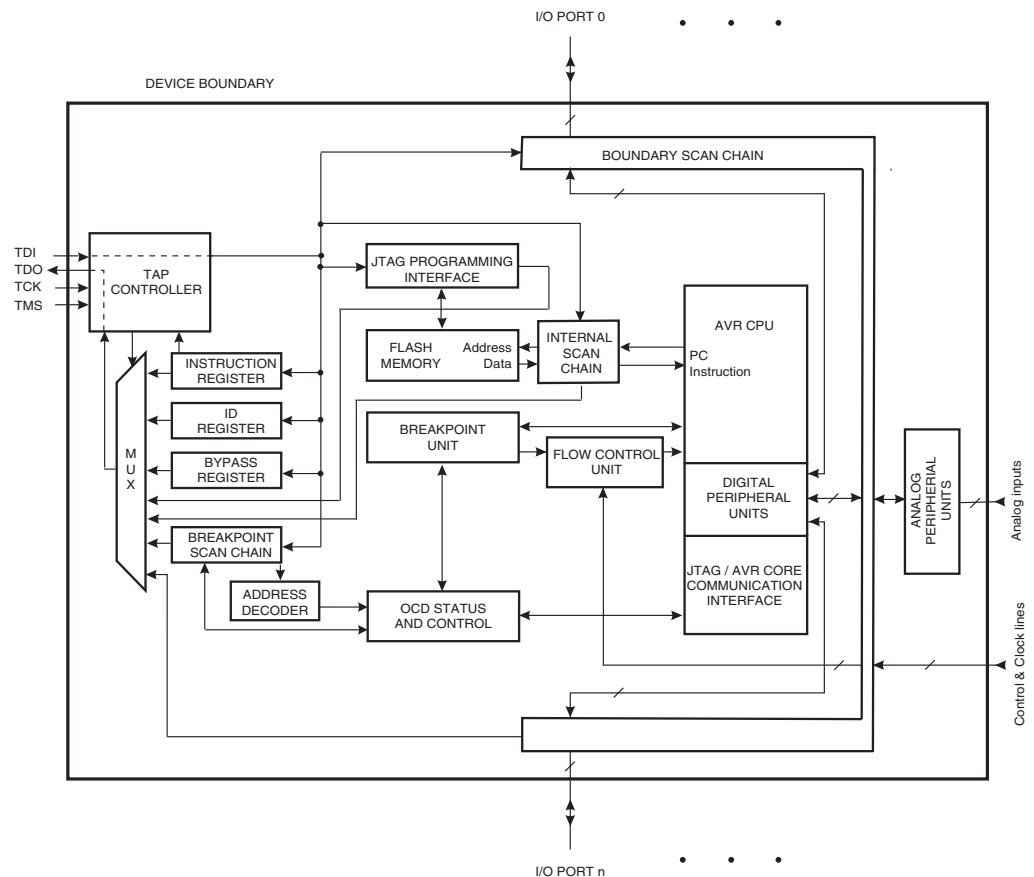 I/O PORT 0
DEVICE BOUNDARY
BOUNDARY SCAN CHAIN
TDI
TDO
TCK
TMS
TAP
CONTROLLER
JTAG PROGRAMMING
INTERFACE
AVR CPU
FLASH
MEMORY
Address
Data
INTERNAL
SCAN
CHAIN
PC
Instruction
INSTRUCTION
REGISTER
ID
REGISTER
BYPASS
REGISTER
MUX
BREAKPOINT
UNIT
FLOW CONTROL
UNIT
DIGITAL
PERIPHERAL
UNITS
ANALOG
PERIPHERIAL
UNITS
Analog inputs
BREAKPOINT
SCAN CHAIN
ADDRESS
DECODER
OCD STATUS
AND CONTROL
JTAG / AVR CORE
COMMUNICATION
INTERFACE
Control & Clock lines
I/O PORT n